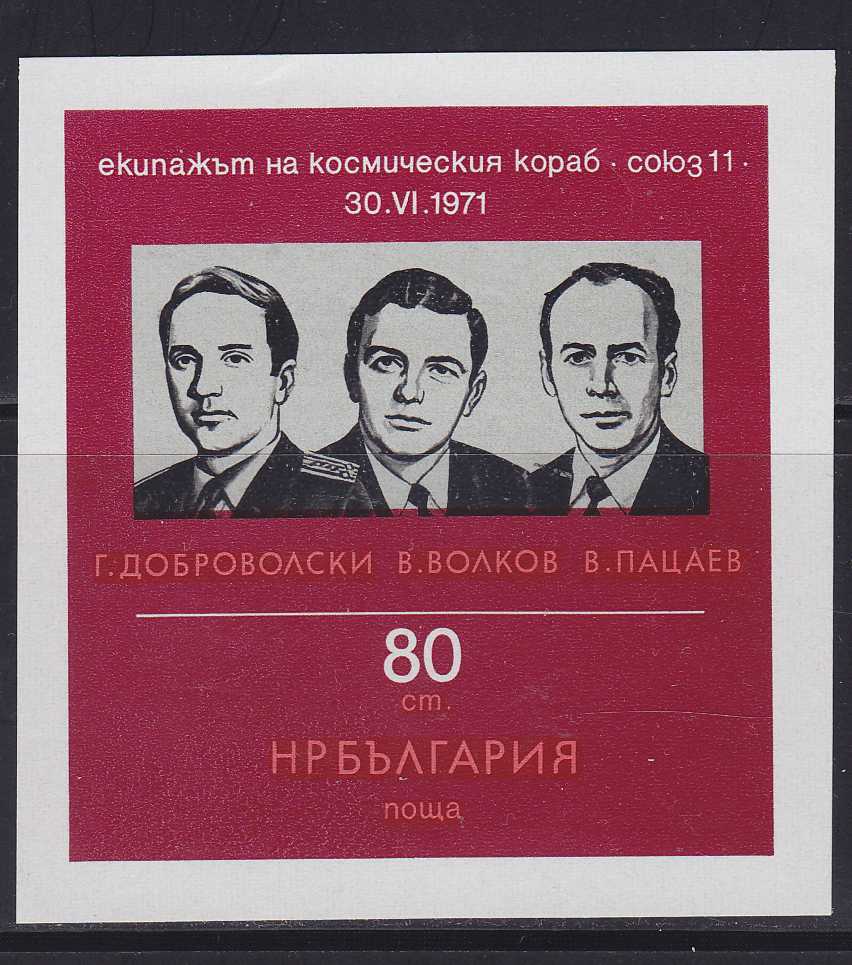 екипажът на космическия кораб · союз 11 ·
30.VI.1971
Г.ДОБРОВОЛСКИ В.ВОЛКОВ В.ПАЦАЕВ
80
ст.
НРБЪЛГАРИЯ
поща